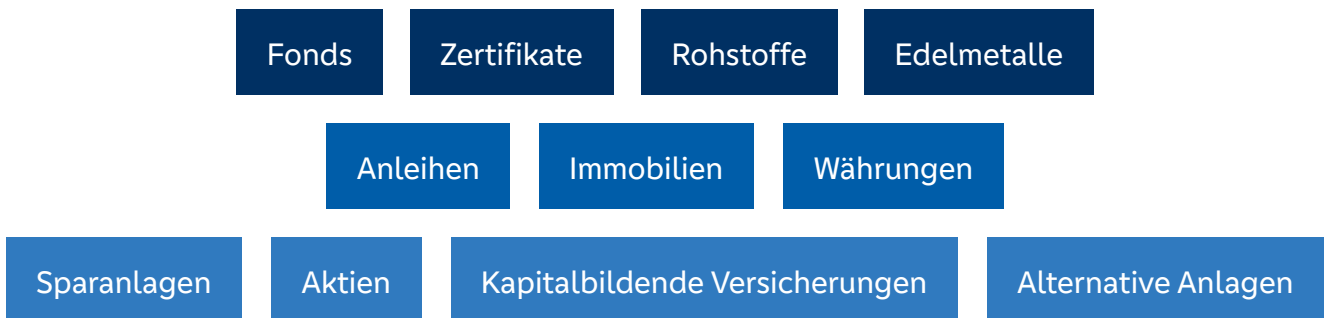 Fonds Zertifikate Rohstoffe Edelmetalle
Anleihen Immobilien Währungen
Sparanlagen Aktien Kapitalbildende Versicherungen Alternative Anlagen